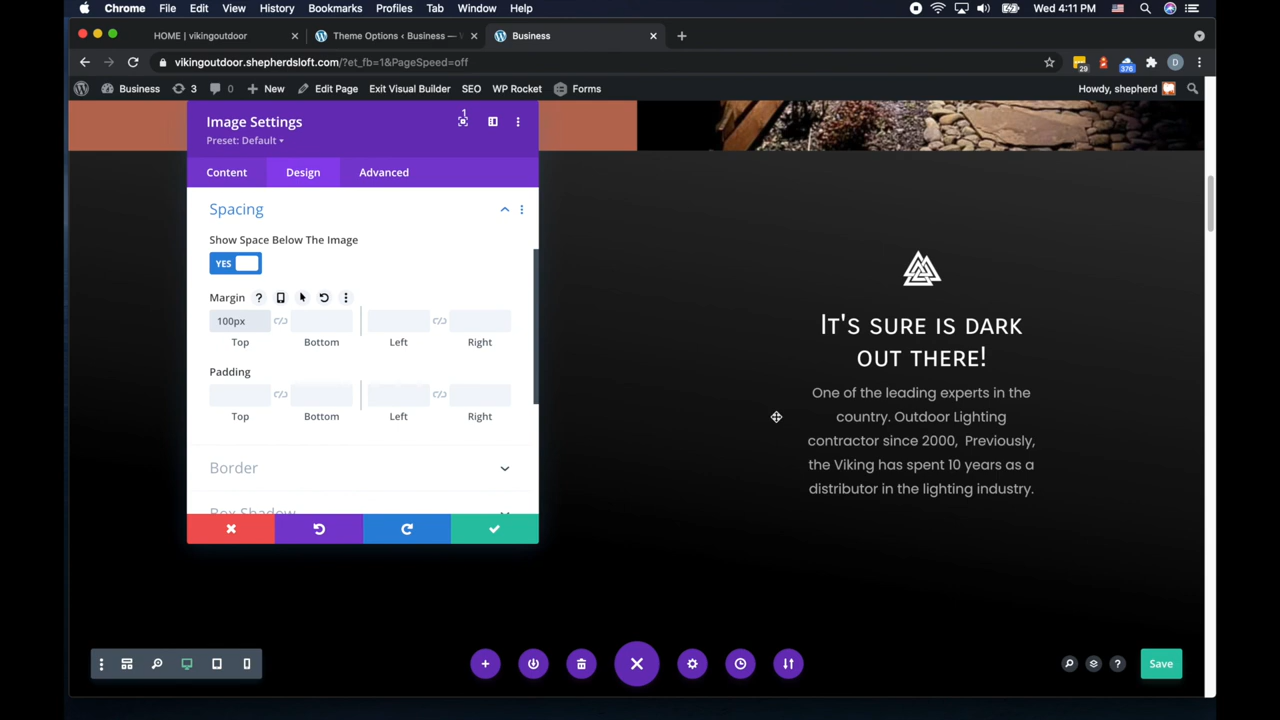 Chrome File Edit View History Bookmarks Profiles Tab Window Help Wed 4:11 PM
HOME | vikingoutdoor Theme Options ‹ Business — Business
vikingoutdoor.shepherdsloft.com/?et_fb=1&PageSpeed=off 29 376 D
Business 3 0 New Edit Page Exit Visual Builder SEO WP Rocket Forms Howdy, shepherd
1
Image Settings
Preset: Default
Content Design Advanced
Spacing
Show Space Below The Image
YES
Margin ?
100px
Top Bottom Left Right
Padding
Top Bottom Left Right
Border
Box Shadow
It's sure is dark
out there!
One of the leading experts in the
country. Outdoor Lighting
contractor since 2000, Previously,
the Viking has spent 10 years as a
distributor in the lighting industry.
? Save